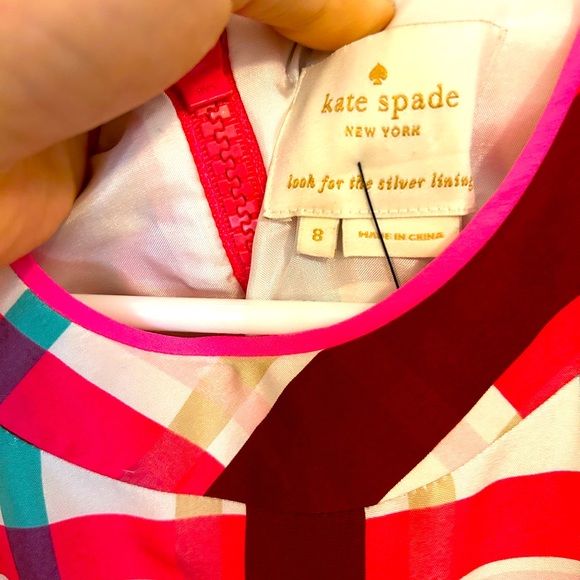 kate spade
NEW YORK
look for the silver lining
8
MADE IN CHINA